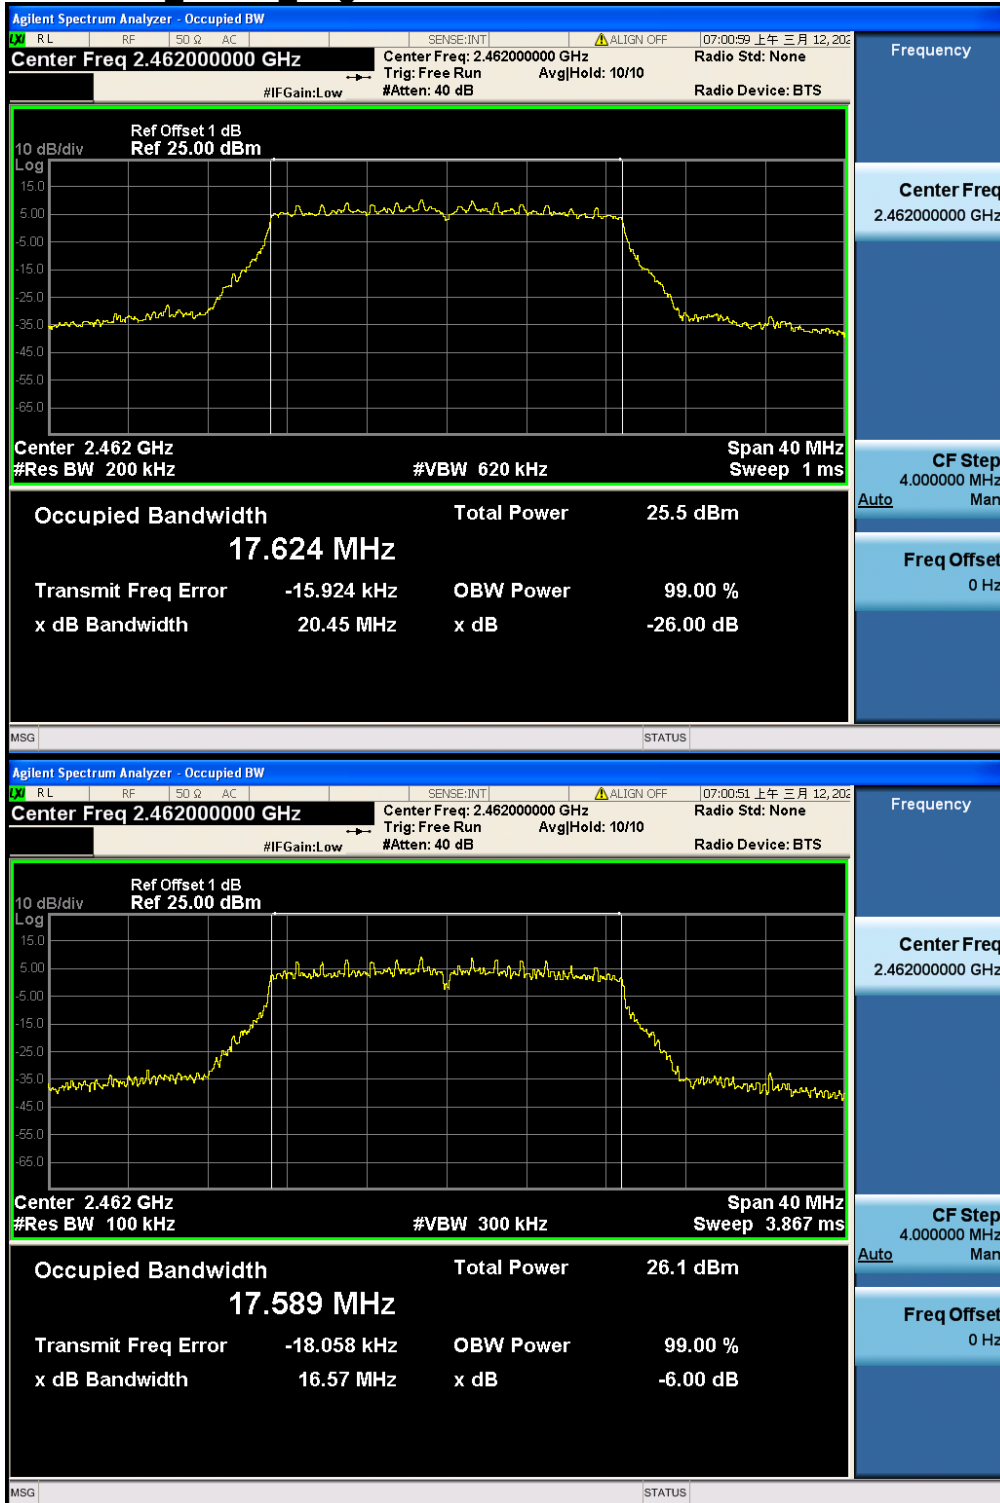 Agilent Spectrum Analyzer - Occupied BW
LXI RL RF 50 Ω AC SENSE:INT ALIGN OFF 07:00:59 上午 三月 12, 202
Center Freq 2.462000000 GHz Center Freq: 2.462000000 GHz Radio Std: None Frequency
Trig: Free Run Avg|Hold: 10/10
#IFGain:Low #Atten: 40 dB Radio Device: BTS
Ref Offset 1 dB
10 dB/div Ref 25.00 dBm
Log
15.0
5.00
-5.00
-15.0
-25.0
-35.0
-45.0
-55.0
-65.0
Center Freq
2.462000000 GHz
Center 2.462 GHz Span 40 MHz
#Res BW 200 kHz #VBW 620 kHz Sweep 1 ms
CF Step
4.000000 MHz
Auto Man
Occupied Bandwidth Total Power 25.5 dBm
17.624 MHz
Freq Offset
0 Hz
Transmit Freq Error -15.924 kHz OBW Power 99.00 %
x dB Bandwidth 20.45 MHz x dB -26.00 dB
MSG STATUS
Agilent Spectrum Analyzer - Occupied BW
LXI RL RF 50 Ω AC SENSE:INT ALIGN OFF 07:00:51 上午 三月 12, 202
Center Freq 2.462000000 GHz Center Freq: 2.462000000 GHz Radio Std: None Frequency
Trig: Free Run Avg|Hold: 10/10
#IFGain:Low #Atten: 40 dB Radio Device: BTS
Ref Offset 1 dB
10 dB/div Ref 25.00 dBm
Log
15.0
5.00
-5.00
-15.0
-25.0
-35.0
-45.0
-55.0
-65.0
Center Freq
2.462000000 GHz
Center 2.462 GHz Span 40 MHz
#Res BW 100 kHz #VBW 300 kHz Sweep 3.867 ms
CF Step
4.000000 MHz
Auto Man
Occupied Bandwidth Total Power 26.1 dBm
17.589 MHz
Freq Offset
0 Hz
Transmit Freq Error -18.058 kHz OBW Power 99.00 %
x dB Bandwidth 16.57 MHz x dB -6.00 dB
MSG STATUS